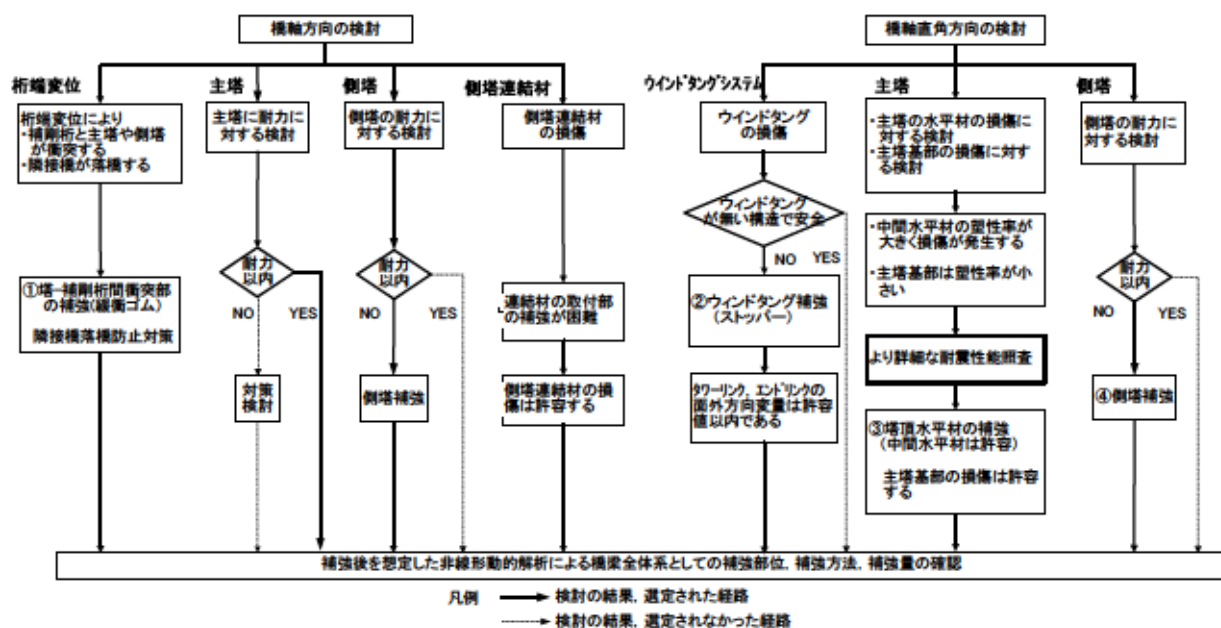 橋軸方向の検討
桁端変位
桁端変位により
・補剛桁と主塔や側塔
が衝突する
・隣接橋が落橋する
①塔-補剛桁間衝突部
の補強(緩衝ゴム)
隣接橋落橋防止対策
主塔
主塔に耐力に
対する検討
耐力
以内
NO
YES
対策
検討
側塔
側塔の耐力に
対する検討
耐力
以内
NO
YES
側塔補強
側塔連結材
側塔連結材
の損傷
連結材の取付部
の補強が困難
側塔連結材の損
傷は許容する
橋軸直角方向の検討
ウインドタングシステム
ウインドタング
の損傷
ウィンドタング
が無い構造で安全
NO
YES
②ウィンドタング補強
(ストッパー)
タワーリンク, エンドリンクの
面外方向変量は許容
値以内である
主塔
・主塔の水平材の損傷に
対する検討
・主塔基部の損傷に対す
る検討
・中間水平材の塑性率が
大きく損傷が発生する
・主塔基部は塑性率が小
さい
より詳細な耐震性能照査
③塔頂水平材の補強
(中間水平材は許容)
主塔基部の損傷は許容
する
側塔
側塔の耐力に
対する検討
耐力
以内
NO
YES
④側塔補強
補強後を想定した非線形動的解析による橋梁全体系としての補強部位, 補強方法, 補強量の確認
凡例
検討の結果, 選定された経路
検討の結果, 選定されなかった経路